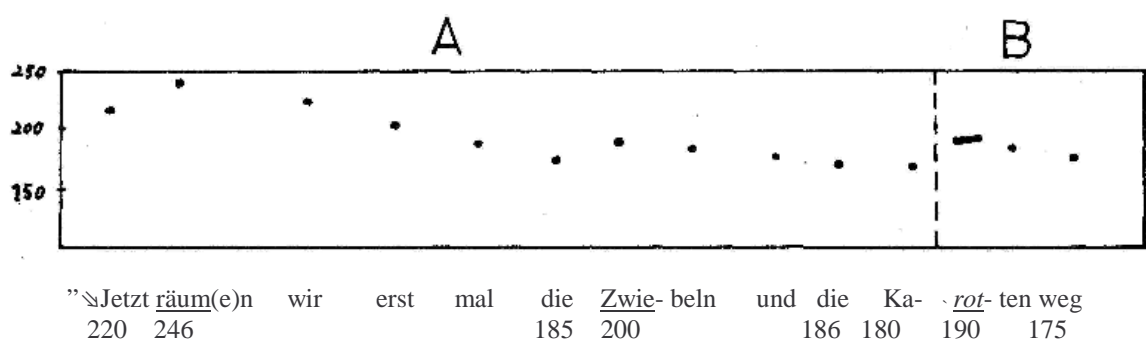 A B
250
200
150
”⇘Jetzt räum(e)n wir erst mal die Zwie- beln und die Ka- ˋrot- ten weg
220 246 185 200 186 180 190 175